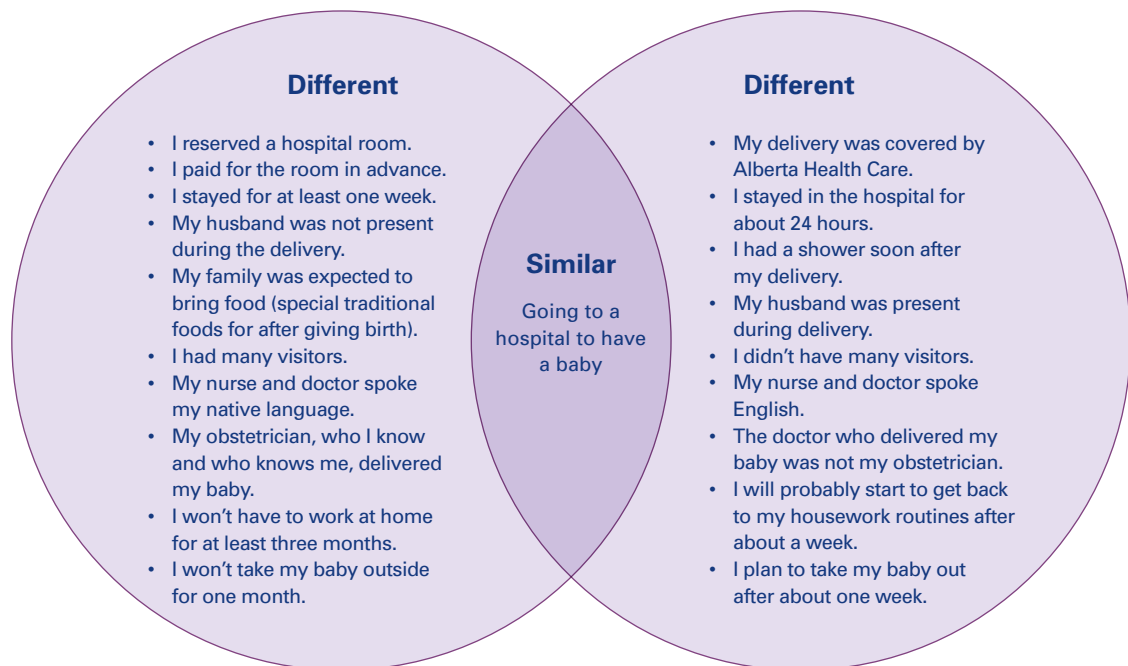 Different
• I reserved a hospital room.
• I paid for the room in advance.
• I stayed for at least one week.
• My husband was not present
during the delivery.
• My family was expected to
bring food (special traditional
foods for after giving birth).
• I had many visitors.
• My nurse and doctor spoke
my native language.
• My obstetrician, who I know
and who knows me, delivered
my baby.
• I won’t have to work at home
for at least three months.
• I won’t take my baby outside
for one month.
Similar
Going to a
hospital to have
a baby
Different
• My delivery was covered by
Alberta Health Care.
• I stayed in the hospital for
about 24 hours.
• I had a shower soon after
my delivery.
• My husband was present
during delivery.
• I didn’t have many visitors.
• My nurse and doctor spoke
English.
• The doctor who delivered my
baby was not my obstetrician.
• I will probably start to get back
to my housework routines after
about a week.
• I plan to take my baby out
after about one week.